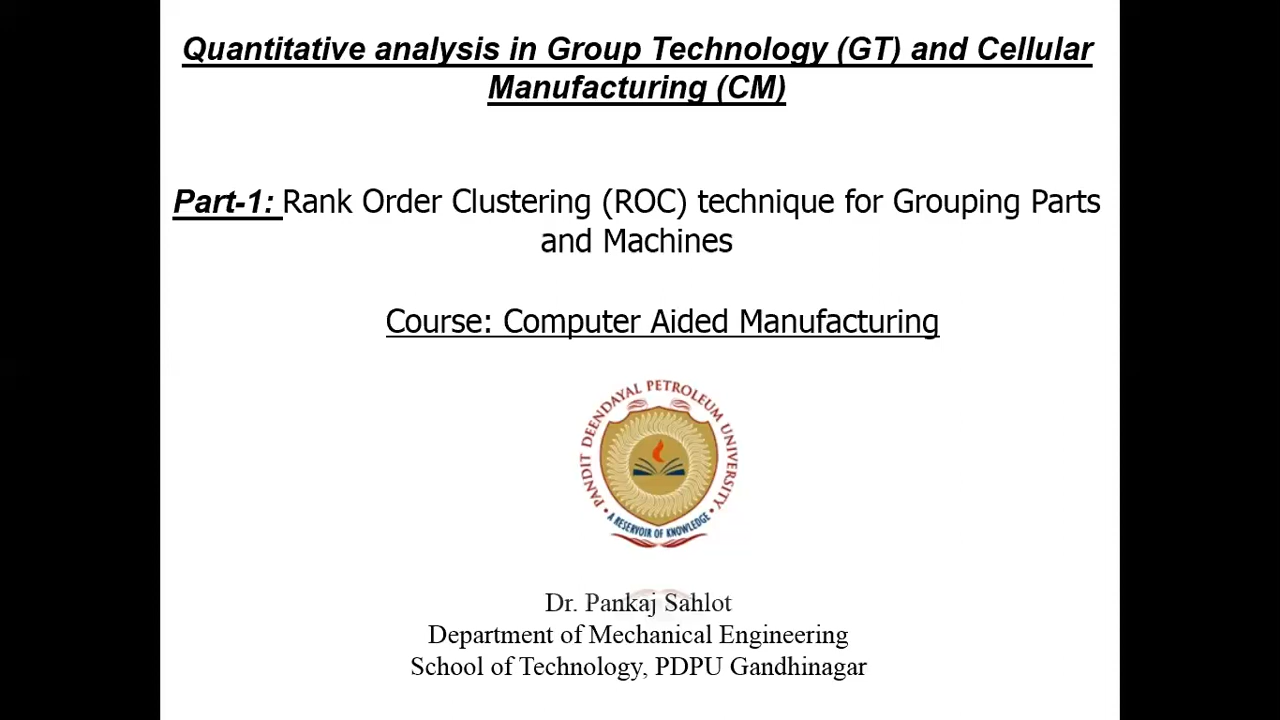 Quantitative analysis in Group Technology (GT) and Cellular
Manufacturing (CM)
Part-1: Rank Order Clustering (ROC) technique for Grouping Parts
and Machines
Course: Computer Aided Manufacturing
PANDIT DEENDAYAL PETROLEUM UNIVERSITY
• A RESERVOIR OF KNOWLEDGE •
Dr. Pankaj Sahlot
Department of Mechanical Engineering
School of Technology, PDPU Gandhinagar